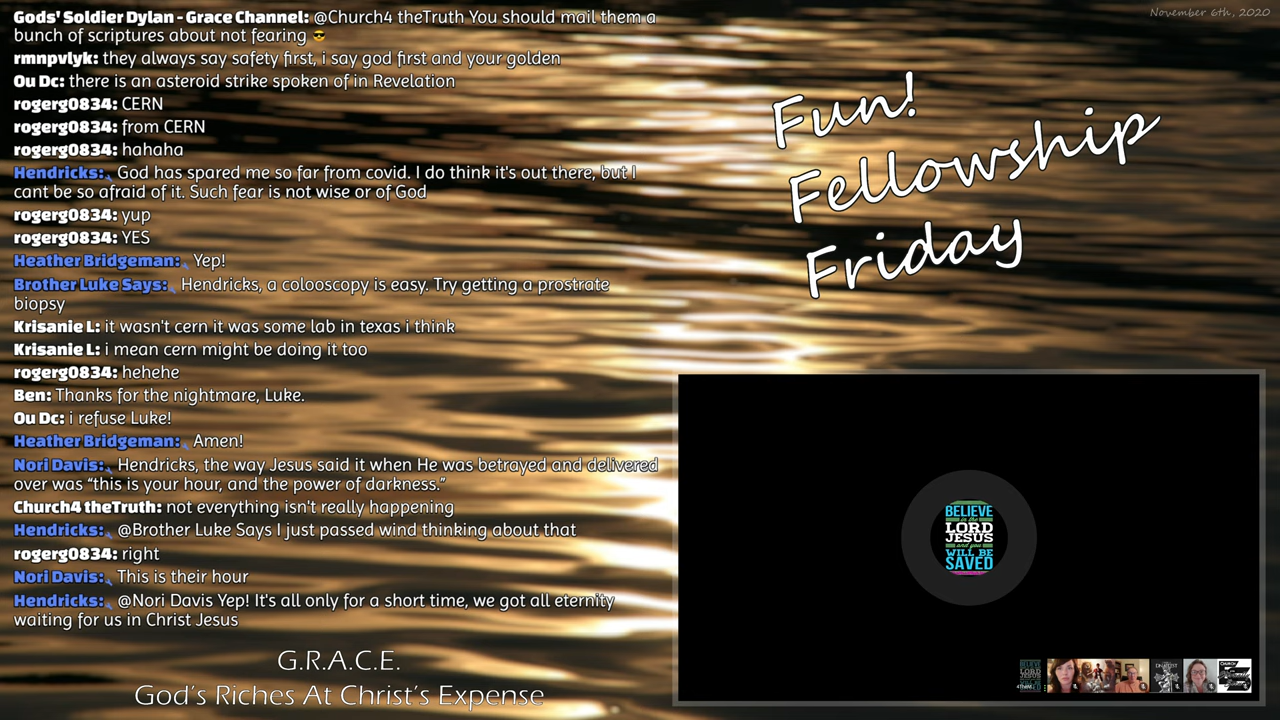 Gods' Soldier Dylan - Grace Channel: @Church4 theTruth You should mail them a
bunch of scriptures about not fearing 😎
rmnpvlyk: they always say safety first, i say god first and your golden
Ou Dc: there is an asteroid strike spoken of in Revelation
rogerg0834: CERN
rogerg0834: from CERN
rogerg0834: hahaha
Hendricks: God has spared me so far from covid. I do think it's out there, but I
cant be so afraid of it. Such fear is not wise or of God
rogerg0834: yup
rogerg0834: YES
Heather Bridgeman: Yep!
Brother Luke Says: Hendricks, a colooscopy is easy. Try getting a prostrate
biopsy
Krisanie L: it wasn't cern it was some lab in texas i think
Krisanie L: i mean cern might be doing it too
rogerg0834: hehehe
Ben: Thanks for the nightmare, Luke.
Ou Dc: i refuse Luke!
Heather Bridgeman: Amen!
Nori Davis: Hendricks, the way Jesus said it when He was betrayed and delivered
over was “this is your hour, and the power of darkness.”
Church4 theTruth: not everything isn't really happening
Hendricks: @Brother Luke Says I just passed wind thinking about that
rogerg0834: right
Nori Davis: This is their hour
Hendricks: @Nori Davis Yep! It's all only for a short time, we got all eternity
waiting for us in Christ Jesus
G.R.A.C.E.
God's Riches At Christ's Expense
November 6th, 2020
Fun!
Fellowship
Friday
BELIEVE
in the
LORD
JESUS
and you
WILL BE
SAVED
BELIEVE
LORD
JESUS
CHURCH